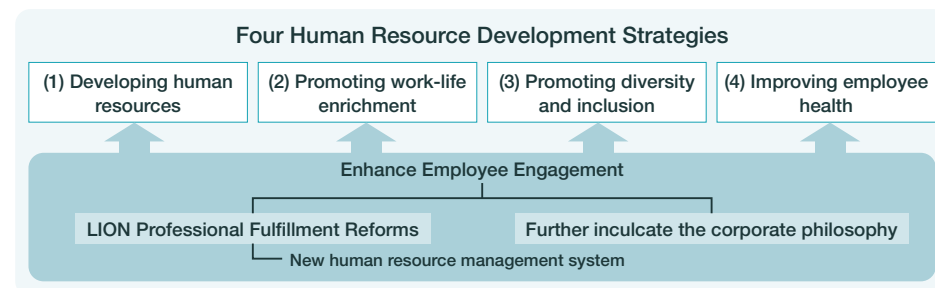 Four Human Resource Development Strategies
(1) Developing human
resources
(2) Promoting work-life
enrichment
(3) Promoting diversity
and inclusion
(4) Improving employee
health
Enhance Employee Engagement
LION Professional Fulfillment Reforms
Further inculcate the corporate philosophy
New human resource management system